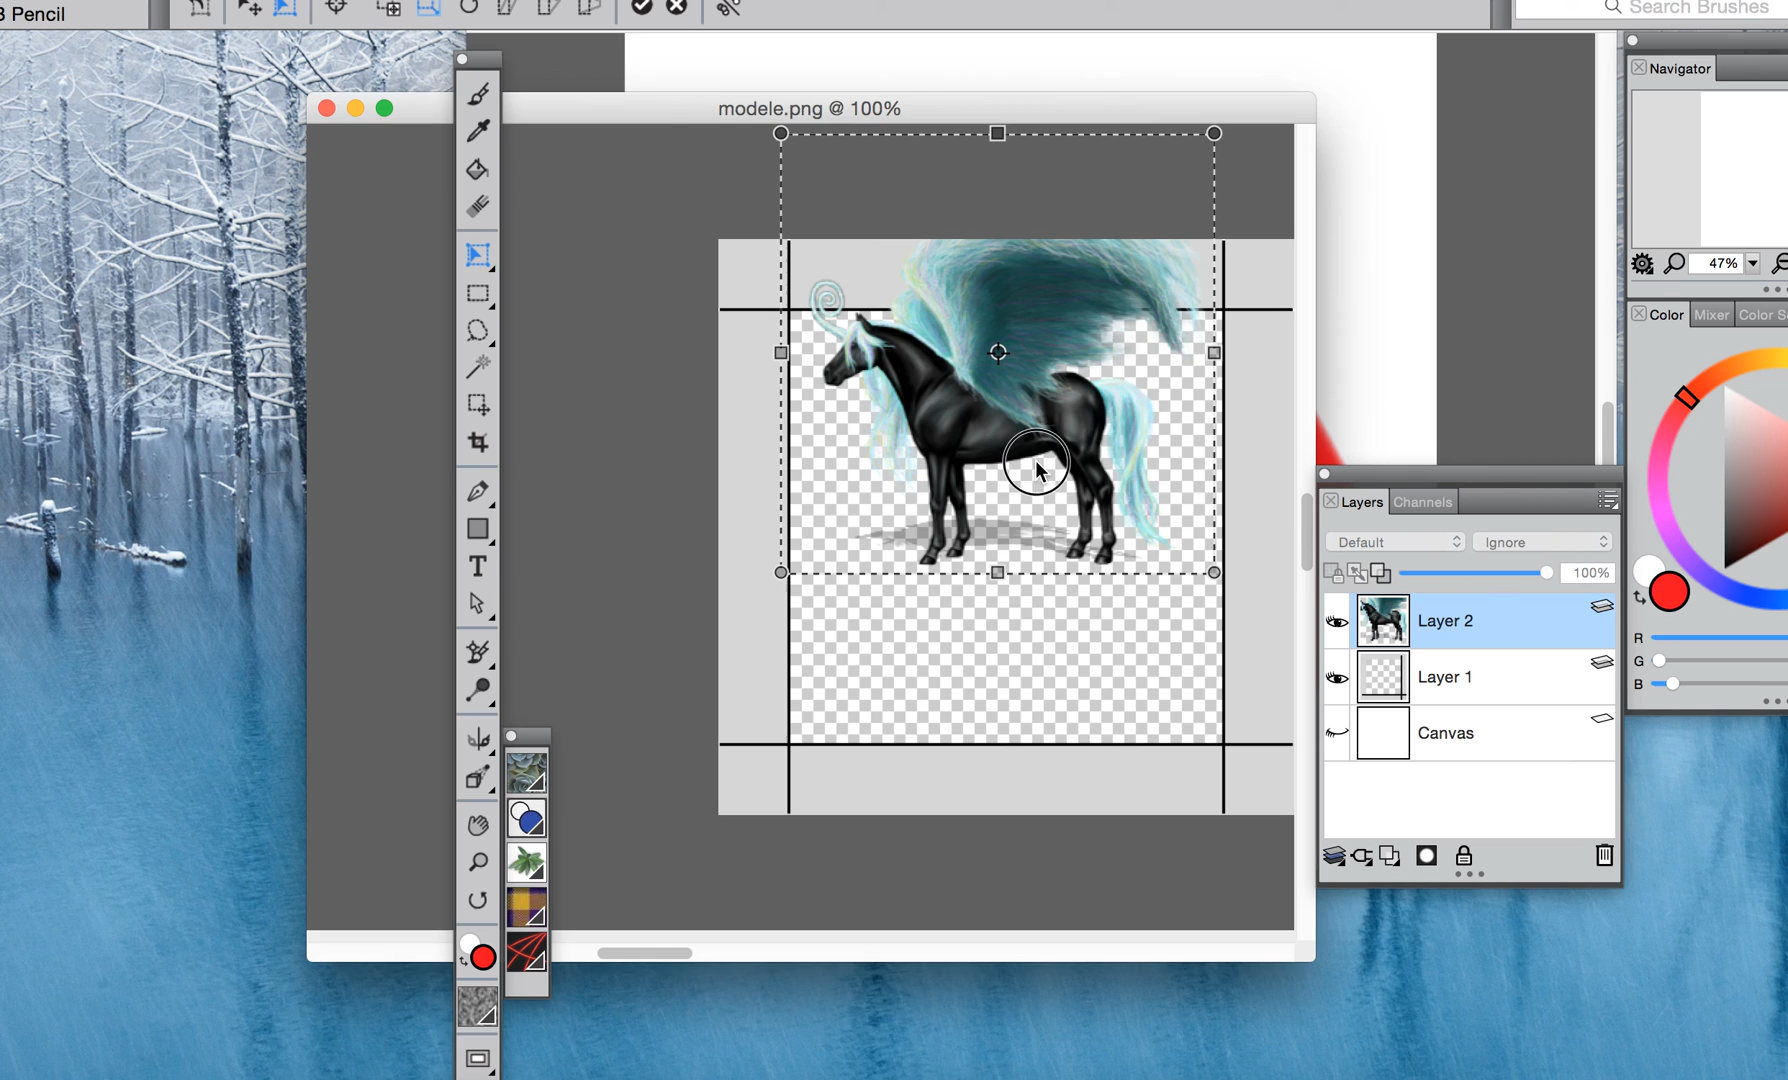 3 Pencil
Search Brushes
modele.png @ 100%
Navigator
47%
Color
Mixer
Color S
T
Layers
Channels
Default
Ignore
100%
Layer 2
Layer 1
Canvas
R
G
B